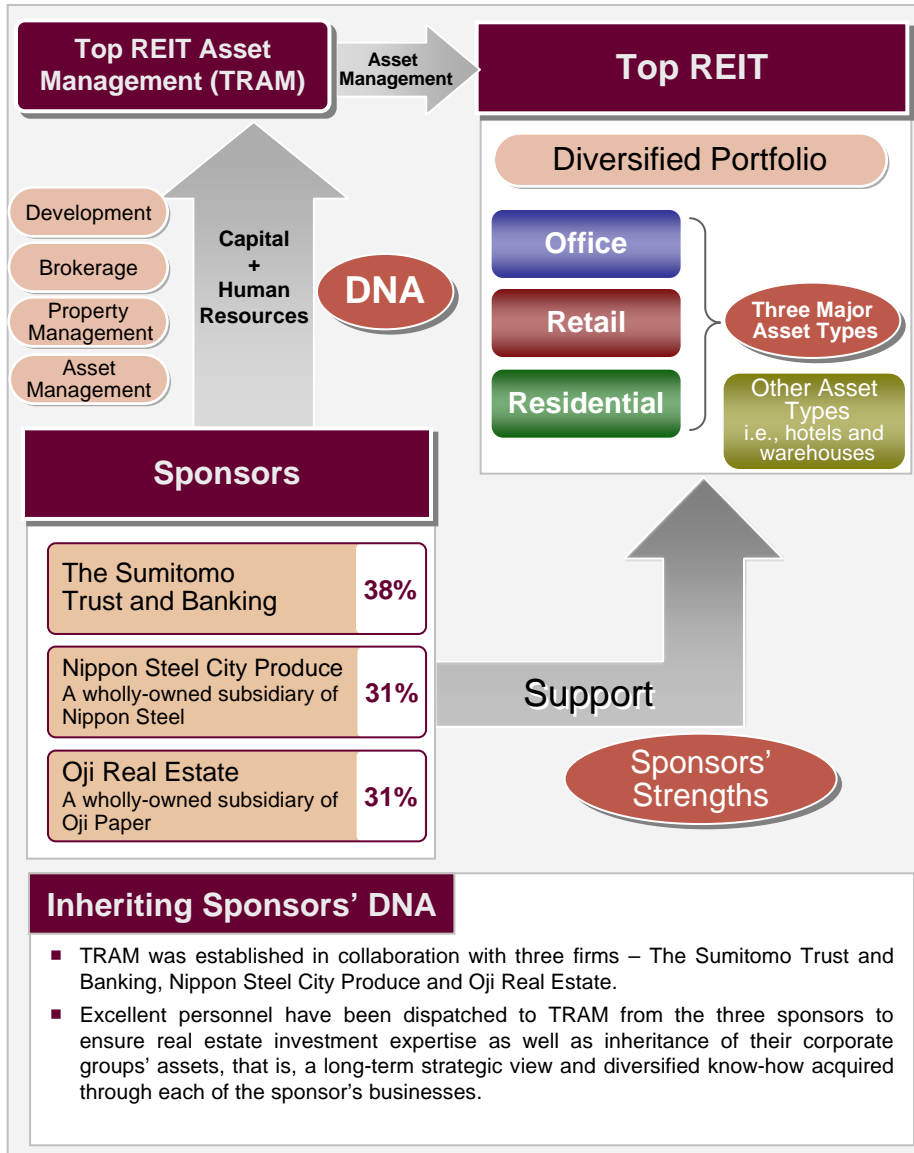 Top REIT Asset
Management (TRAM)
Asset
Management
Top REIT
Diversified Portfolio
Office
Retail
Residential
Three Major
Asset Types
Other Asset
Types
i.e., hotels and
warehouses
Development
Brokerage
Property
Management
Asset
Management
Capital
+
Human
Resources
DNA
Sponsors
The Sumitomo
Trust and Banking
38%
Nippon Steel City Produce
A wholly-owned subsidiary of
Nippon Steel
31%
Oji Real Estate
A wholly-owned subsidiary of
Oji Paper
31%
Support
Sponsors'
Strengths
Inheriting Sponsors' DNA
■ TRAM was established in collaboration with three firms – The Sumitomo Trust and
Banking, Nippon Steel City Produce and Oji Real Estate.
■ Excellent personnel have been dispatched to TRAM from the three sponsors to
ensure real estate investment expertise as well as inheritance of their corporate
groups' assets, that is, a long-term strategic view and diversified know-how acquired
through each of the sponsor's businesses.